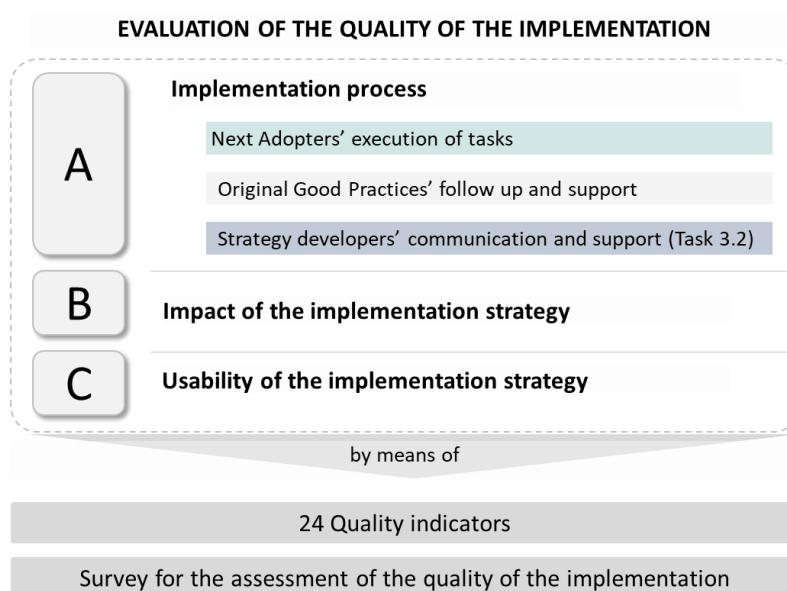 EVALUATION OF THE QUALITY OF THE IMPLEMENTATION
A
Implementation process
Next Adopters’ execution of tasks
Original Good Practices’ follow up and support
Strategy developers’ communication and support (Task 3.2)
B
Impact of the implementation strategy
C
Usability of the implementation strategy
by means of
24 Quality indicators
Survey for the assessment of the quality of the implementation